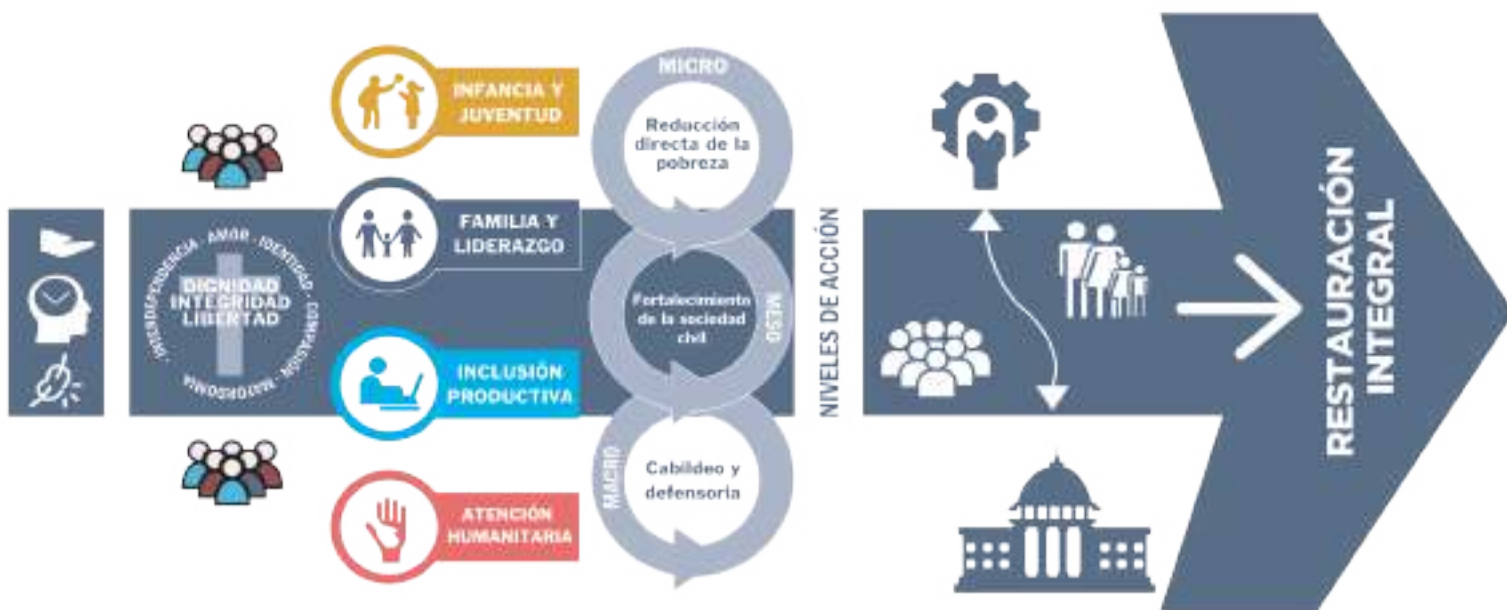 · INTERDEPENDENCIA · AMOR · IDENTIDAD · COMPASIÓN · MAYORDOMÍA
DIGNIDAD
INTEGRIDAD
LIBERTAD
INFANCIA Y
JUVENTUD
FAMILIA Y
LIDERAZGO
INCLUSIÓN
PRODUCTIVA
ATENCIÓN
HUMANITARIA
MICRO
Reducción
directa de la
pobreza
MESO
Fortalecimiento
de la sociedad
civil
MACRO
Cabildeo y
defensoría
NIVELES DE ACCIÓN
RESTAURACIÓN
INTEGRAL